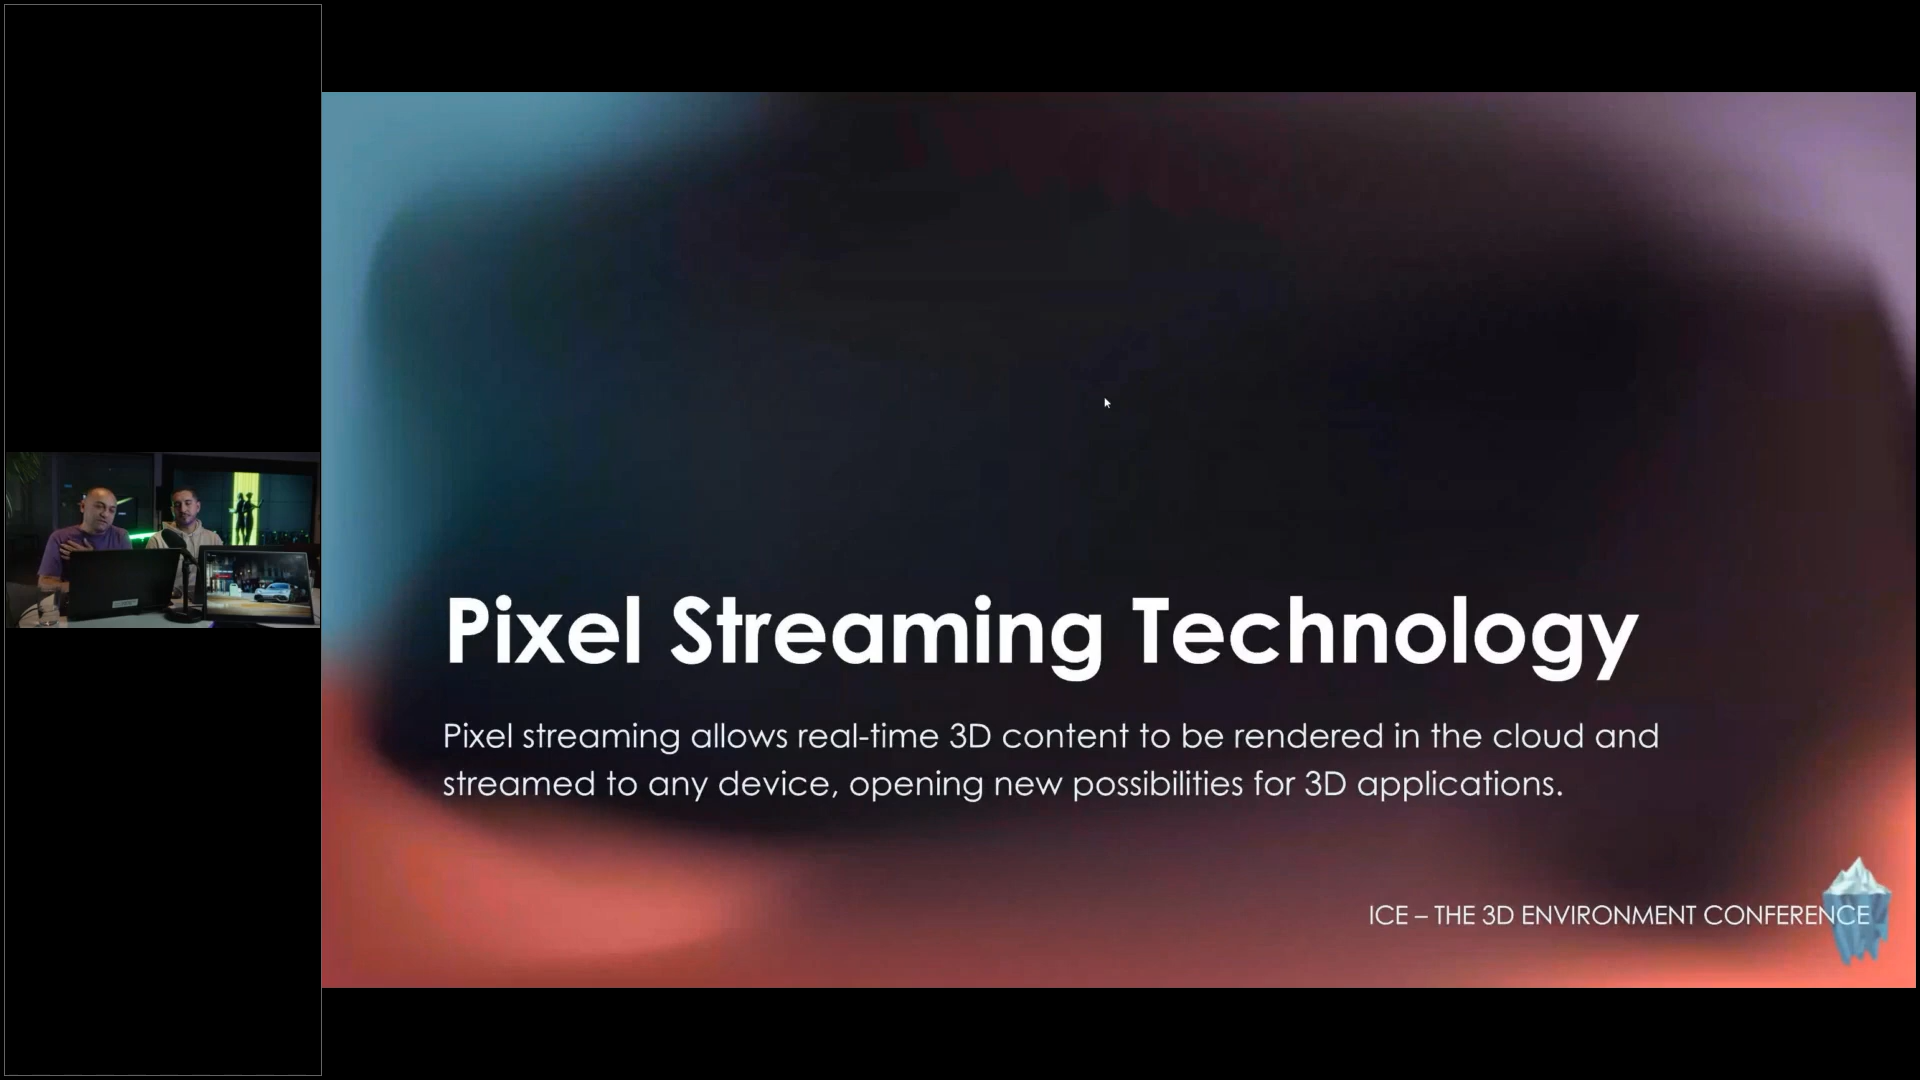 Pixel Streaming Technology
Pixel streaming allows real-time 3D content to be rendered in the cloud and
streamed to any device, opening new possibilities for 3D applications.
ICE – THE 3D ENVIRONMENT CONFERENCE